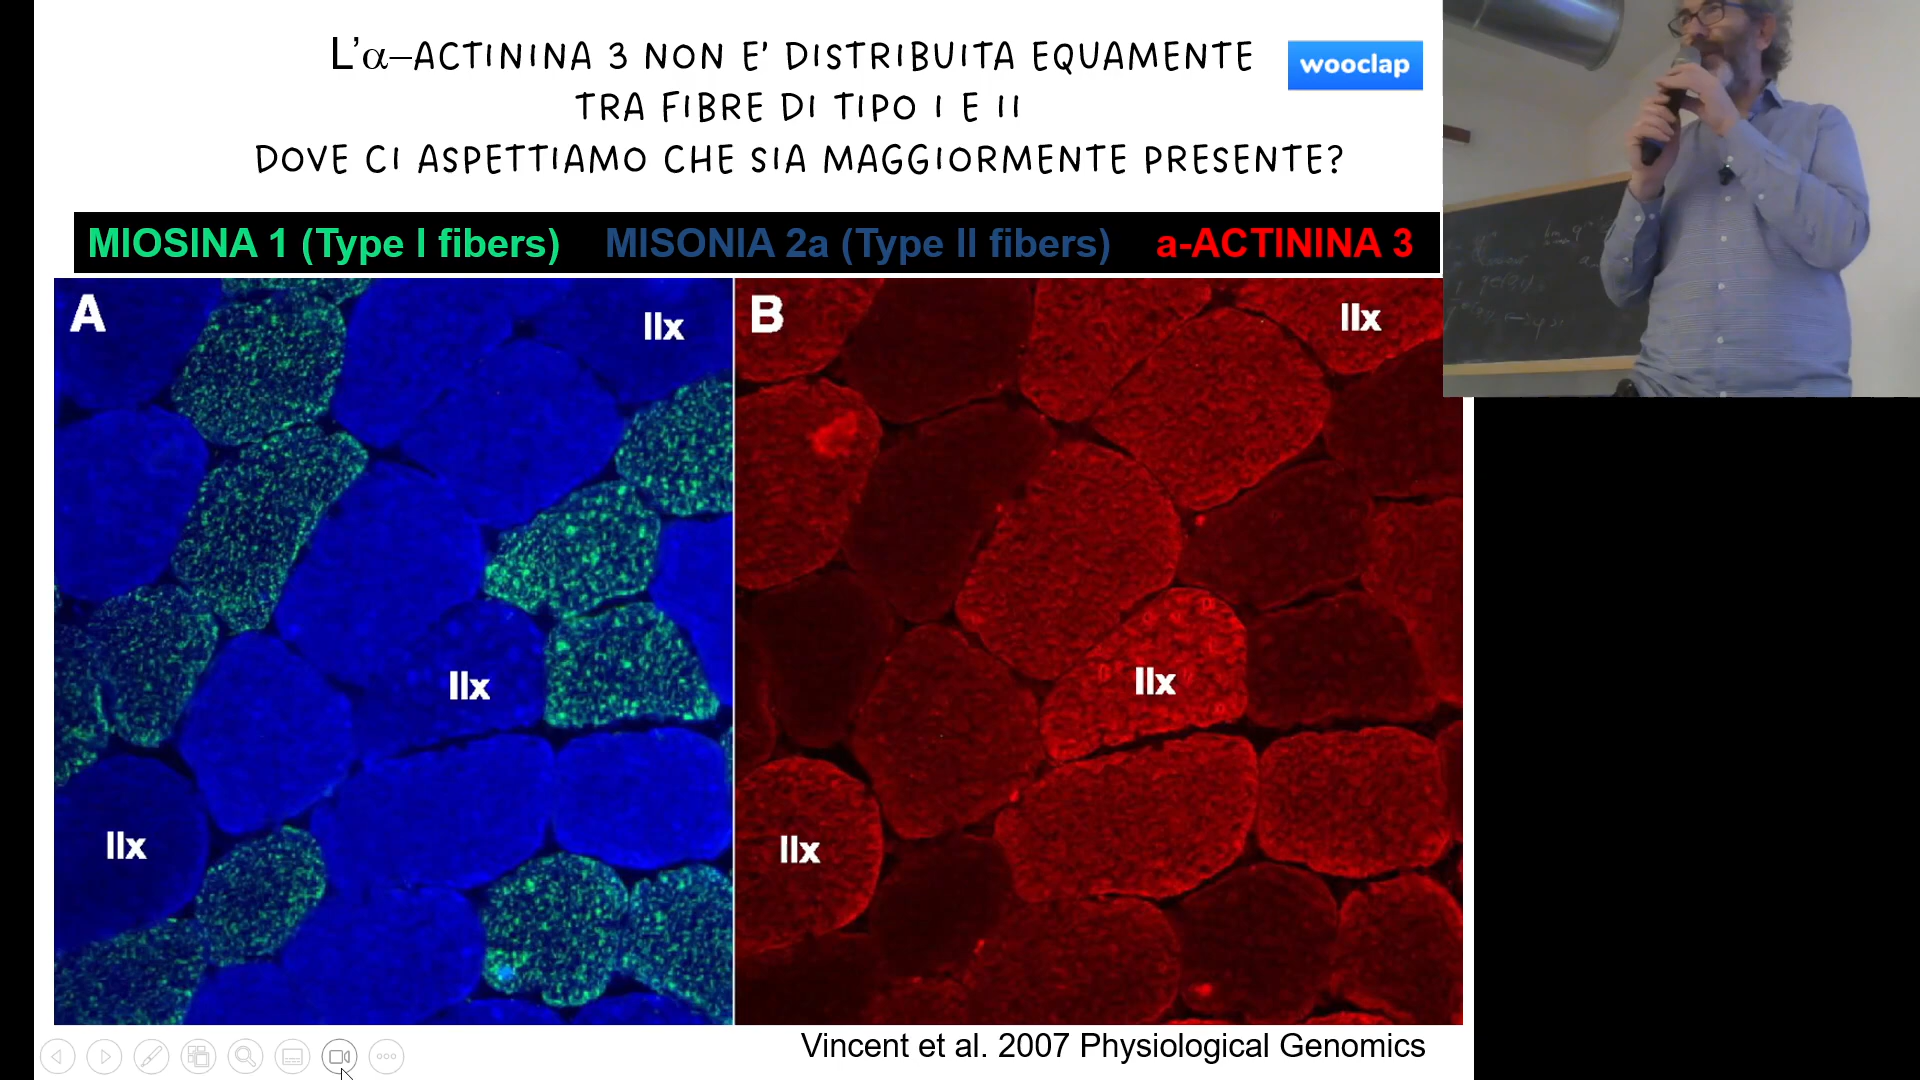 L'α–ACTININA 3 NON E' DISTRIBUITA EQUAMENTE
TRA FIBRE DI TIPO I E II
DOVE CI ASPETTIAMO CHE SIA MAGGIORMENTE PRESENTE?
wooclap
MIOSINA 1 (Type I fibers) MISONIA 2a (Type II fibers) a-ACTININA 3
A
IIx
B
IIx
IIx
IIx
IIx
IIx
Vincent et al. 2007 Physiological Genomics